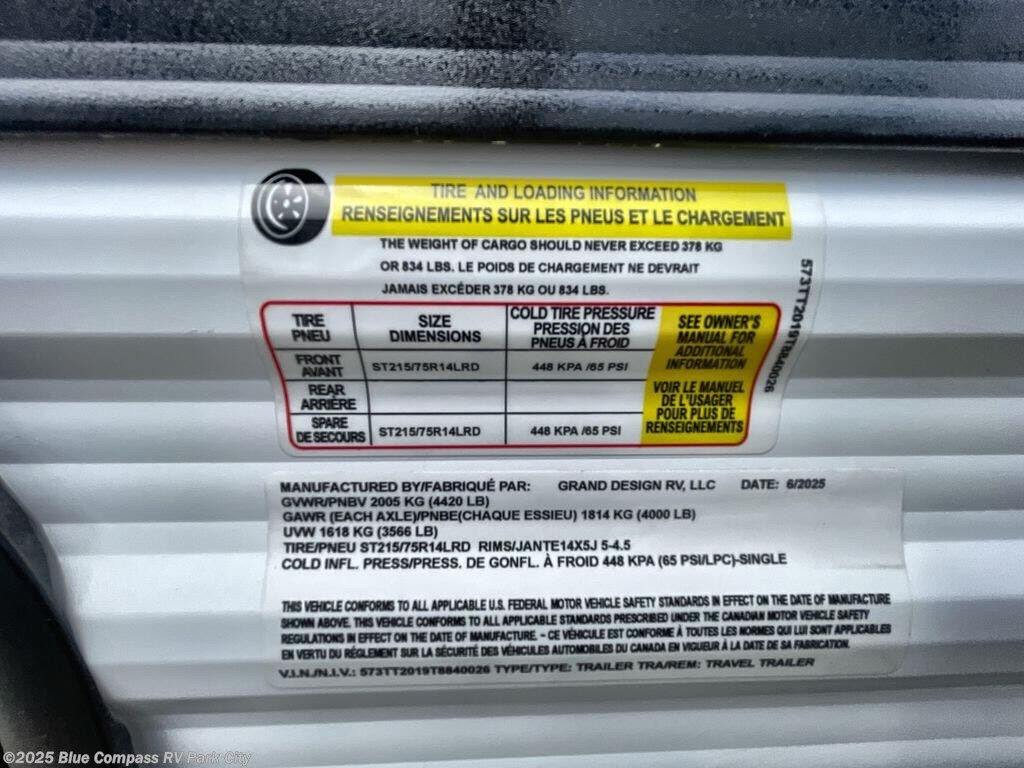 TIRE AND LOADING INFORMATION
RENSEIGNEMENTS SUR LES PNEUS ET LE CHARGEMENT
THE WEIGHT OF CARGO SHOULD NEVER EXCEED 378 KG
OR 834 LBS. LE POIDS DE CHARGEMENT NE DEVRAIT
JAMAIS EXCÉDER 378 KG OU 834 LBS.
TIRE
PNEU
SIZE
DIMENSIONS
COLD TIRE PRESSURE
PRESSION DES
PNEUS À FROID
SEE OWNER'S
MANUAL FOR
ADDITIONAL
INFORMATION
FRONT
AVANT
ST215/75R14LRD
448 KPA /65 PSI
REAR
ARRIÈRE
VOIR LE MANUEL
DE L'USAGER
POUR PLUS DE
RENSEIGNEMENTS
SPARE
DE SECOURS
ST215/75R14LRD
448 KPA /65 PSI
573TT2019T8840026
MANUFACTURED BY/FABRIQUÉ PAR: GRAND DESIGN RV, LLC DATE: 6/2025
GVWR/PNBV 2005 KG (4420 LB)
GAWR (EACH AXLE)/PNBE(CHAQUE ESSIEU) 1814 KG (4000 LB)
UVW 1618 KG (3566 LB)
TIRE/PNEU ST215/75R14LRD RIMS/JANTE14X5J 5-4.5
COLD INFL. PRESS/PRESS. DE GONFL. À FROID 448 KPA (65 PSI/LPC)-SINGLE
THIS VEHICLE CONFORMS TO ALL APPLICABLE U.S. FEDERAL MOTOR VEHICLE SAFETY STANDARDS IN EFFECT ON THE DATE OF MANUFACTURE
SHOWN ABOVE. THIS VEHICLE CONFORMS TO ALL APPLICABLE STANDARDS PRESCRIBED UNDER THE CANADIAN MOTOR VEHICLE SAFETY
REGULATIONS IN EFFECT ON THE DATE OF MANUFACTURE. - CE VÉHICULE EST CONFORME À TOUTES LES NORMES QUI LUI SONT APPLICABLES
EN VERTU DU RÉGLEMENT SUR LA SÉCURITÉ DES VÉHICULES AUTOMOBILES DU CANADA EN VIGUEUR À LA DATE DE SA FABRICATION.
V.I.N./N.I.V.: 573TT2019T8840026 TYPE/TYPE: TRAILER TRA/REM: TRAVEL TRAILER
©2025 Blue Compass RV Park City